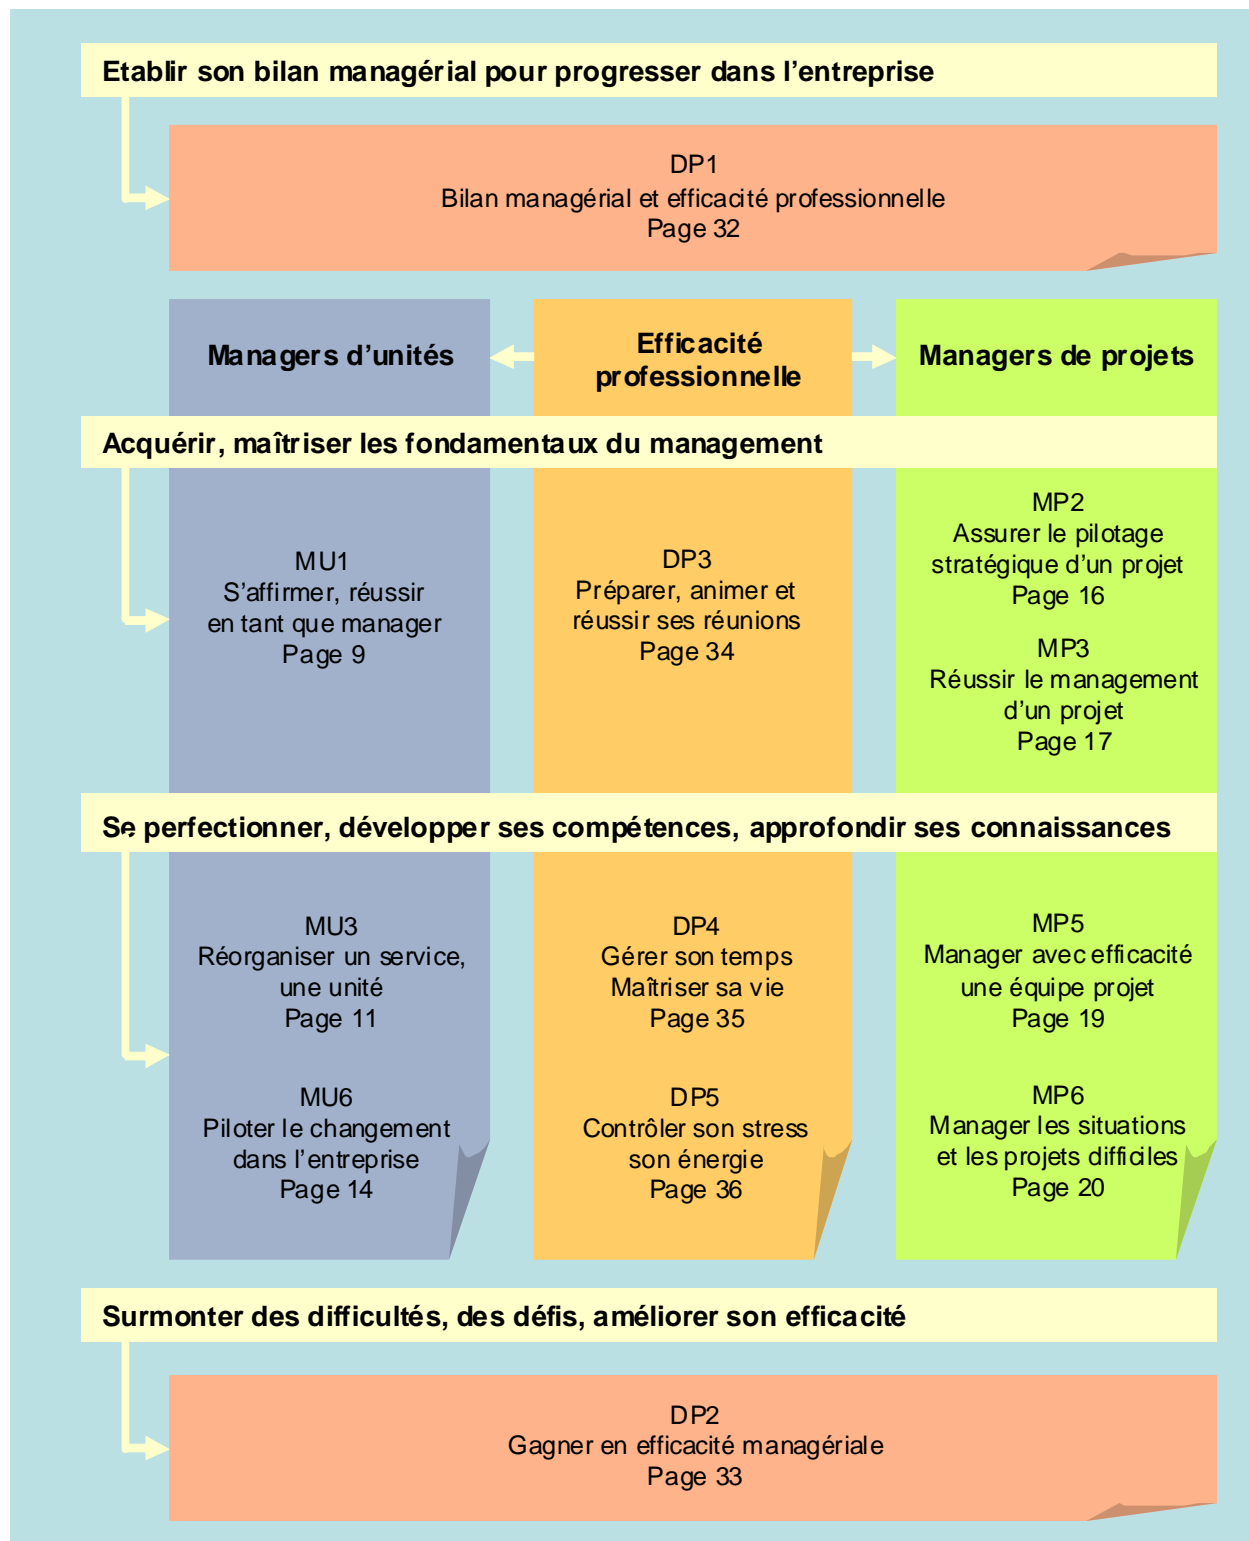 Etablir son bilan managérial pour progresser dans l’entreprise
DP1
Bilan managérial et efficacité professionnelle
Page 32
Managers d’unités
Efficacité
professionnelle
Managers de projets
Acquérir, maîtriser les fondamentaux du management
MU1
S’affirmer, réussir
en tant que manager
Page 9
DP3
Préparer, animer et
réussir ses réunions
Page 34
MP2
Assurer le pilotage
stratégique d’un projet
Page 16
MP3
Réussir le management
d’un projet
Page 17
Se perfectionner, développer ses compétences, approfondir ses connaissances
MU3
Réorganiser un service,
une unité
Page 11
MU6
Piloter le changement
dans l’entreprise
Page 14
DP4
Gérer son temps
Maîtriser sa vie
Page 35
DP5
Contrôler son stress
son énergie
Page 36
MP5
Manager avec efficacité
une équipe projet
Page 19
MP6
Manager les situations
et les projets difficiles
Page 20
Surmonter des difficultés, des défis, améliorer son efficacité
DP2
Gagner en efficacité managériale
Page 33